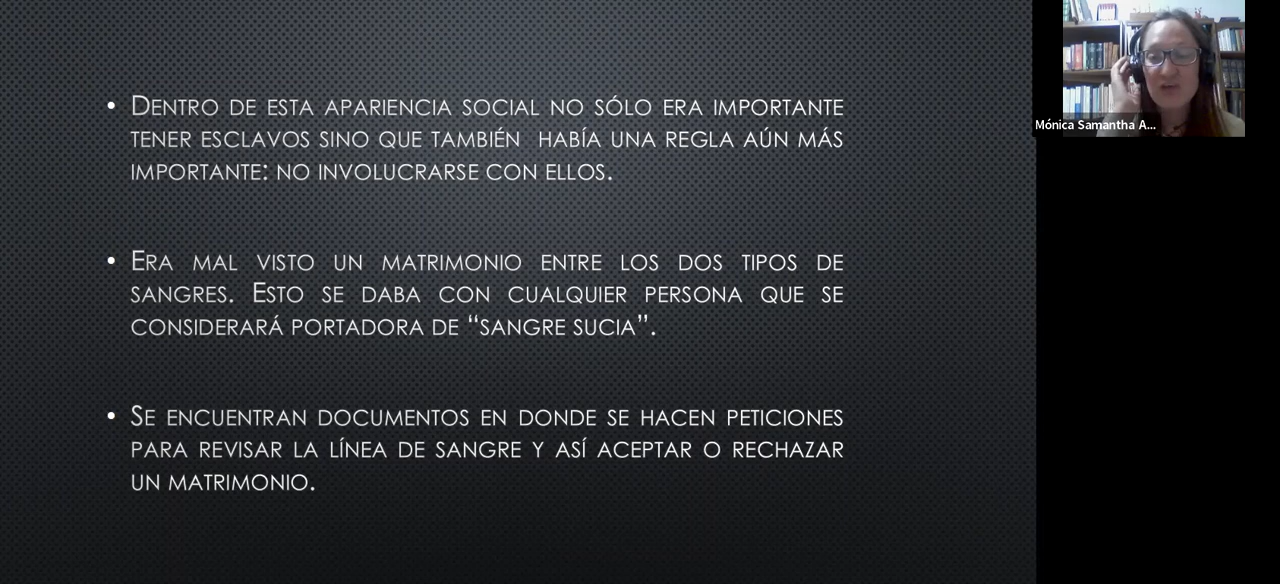 • Dentro de esta apariencia social no sólo era importante
tener esclavos sino que también había una regla aún más
importante: no involucrarse con ellos.
• Era mal visto un matrimonio entre los dos tipos de
sangres. Esto se daba con cualquier persona que se
considerará portadora de “sangre sucia”.
• Se encuentran documentos en donde se hacen peticiones
para revisar la línea de sangre y así aceptar o rechazar
un matrimonio.
Mónica Samantha A...